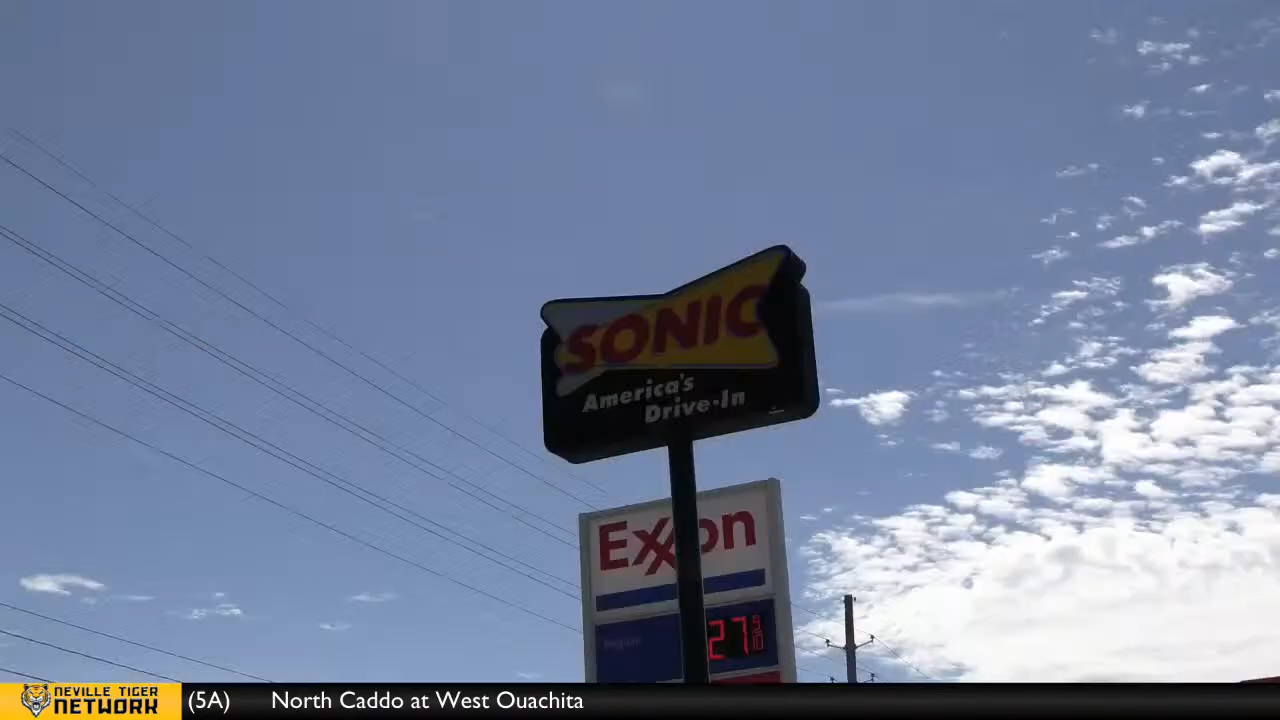 SONIC
America's
Drive-In
Exxon
27
NEVILLE TIGER
NETWORK
(5A) North Caddo at West Ouachita